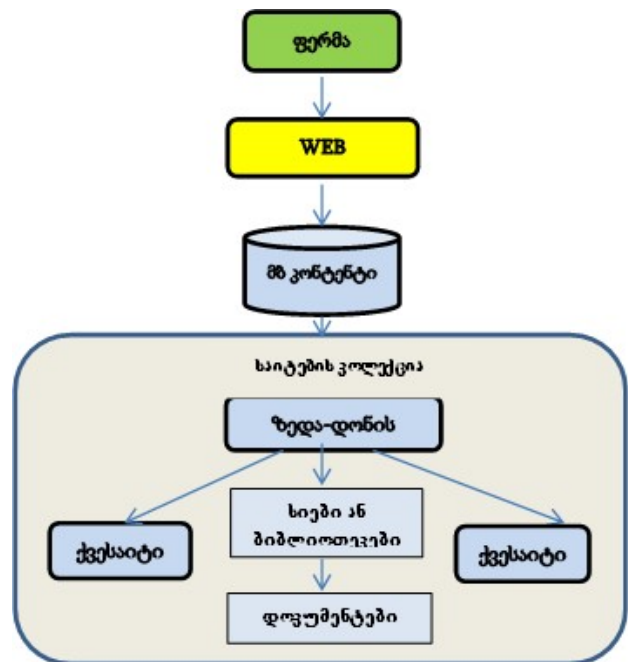 ფერმა
WEB
მზ კონტენტი
საიტების კოლექცია
ზედა-დონის
სიები ან
ბიბლიოთეკები
ქვესაიტი
ქვესაიტი
დოკუმენტები